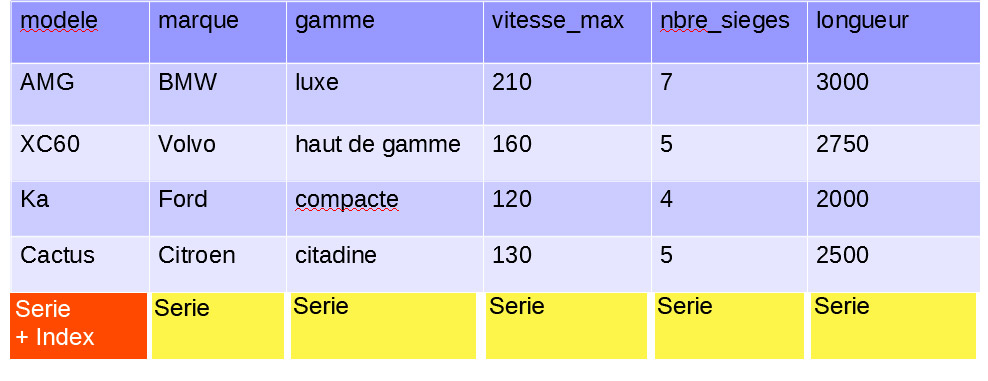 modele marque gamme vitesse_max nbre_sieges longueur
AMG BMW luxe 210 7 3000
XC60 Volvo haut de gamme 160 5 2750
Ka Ford compacte 120 4 2000
Cactus Citroen citadine 130 5 2500
Serie Serie Serie Serie Serie Serie
+ Index